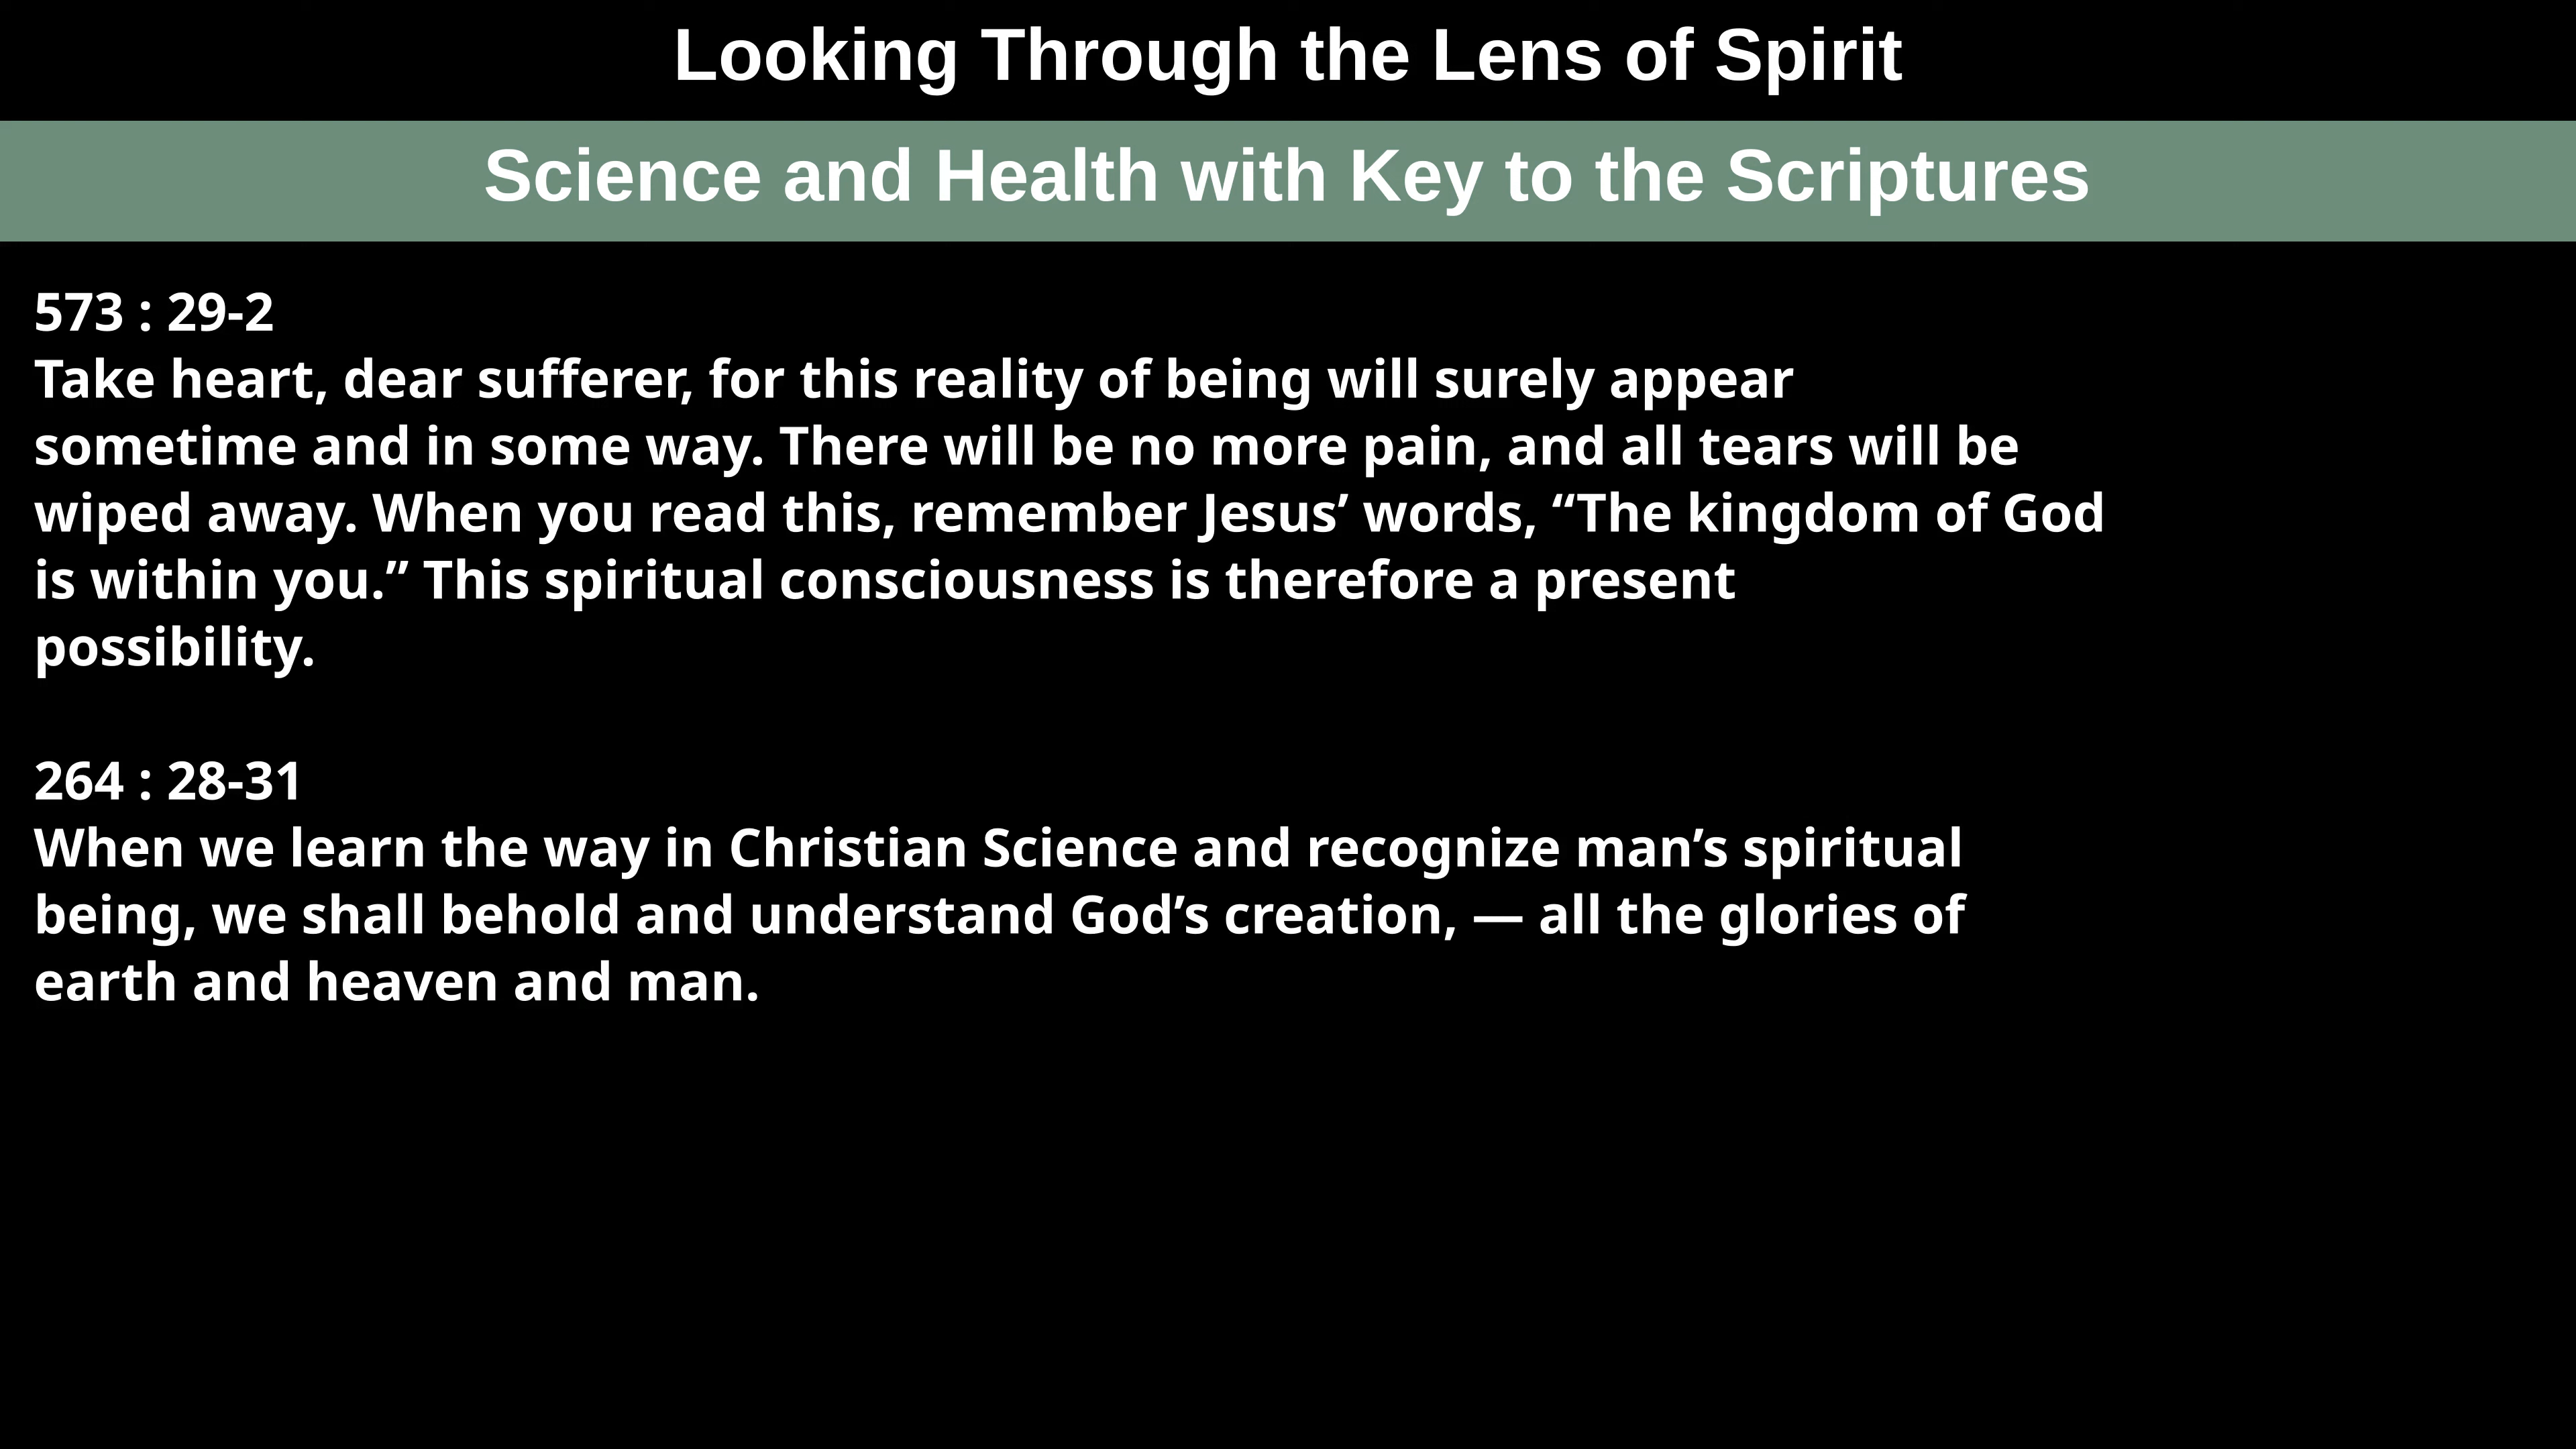 Looking Through the Lens of Spirit
Science and Health with Key to the Scriptures
573 : 29-2
Take heart, dear sufferer, for this reality of being will surely appear
sometime and in some way. There will be no more pain, and all tears will be
wiped away. When you read this, remember Jesus’ words, “The kingdom of God
is within you.” This spiritual consciousness is therefore a present
possibility.
264 : 28-31
When we learn the way in Christian Science and recognize man’s spiritual
being, we shall behold and understand God’s creation, — all the glories of
earth and heaven and man.